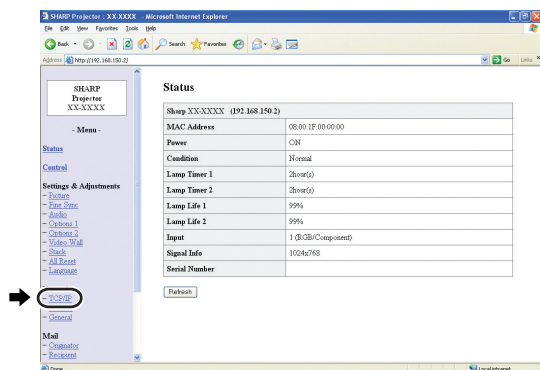 SHARP Projector : XX-XXXX - Microsoft Internet Explorer
File Edit View Favorites Tools Help
Back Search Favorites
Address http://192.168.150.2/ Go Links
SHARP
Projector
XX-XXXX
- Menu -
Status
Control
Settings & Adjustments
- Picture
- Fine Sync
- Audio
- Options 1
- Options 2
- Video Wall
- Stack
- All Reset
- Language
- TCP/IP
- General
Mail
- Originator
- Recipient
Status
Sharp XX-XXXX (192.168.150.2)
MAC Address 08:00:1F:00:00:00
Power ON
Condition Normal
Lamp Timer 1 2hour(s)
Lamp Timer 2 2hour(s)
Lamp Life 1 99%
Lamp Life 2 99%
Input 1 (RGB/Component)
Signal Info 1024x768
Serial Number
Refresh
Done Local intranet